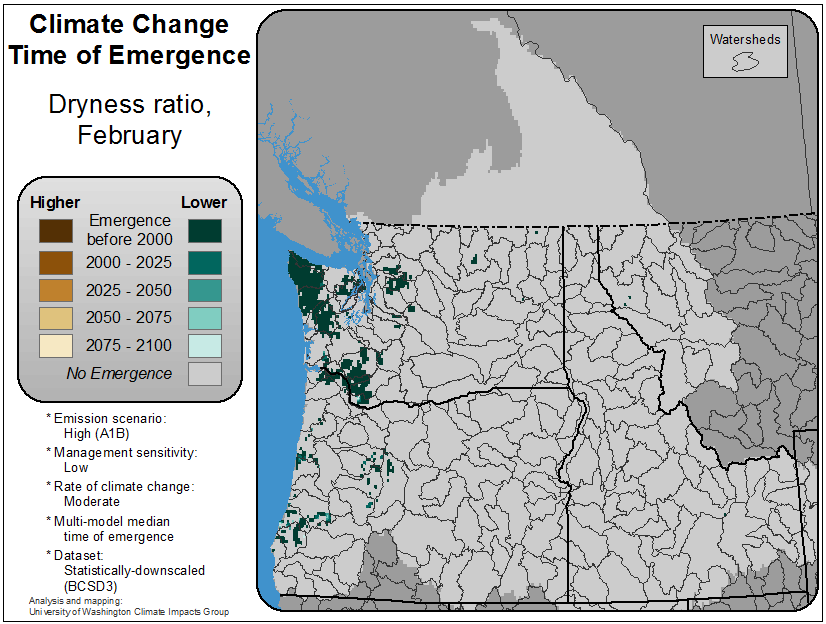 Climate Change
Time of Emergence
Dryness ratio,
February
Higher
Lower
Emergence
before 2000
2000 - 2025
2025 - 2050
2050 - 2075
2075 - 2100
No Emergence
* Emission scenario:
High (A1B)
* Management sensitivity:
Low
* Rate of climate change:
Moderate
* Multi-model median
time of emergence
* Dataset:
Statistically-downscaled
(BCSD3)
Analysis and mapping:
University of Washington Climate Impacts Group
Watersheds